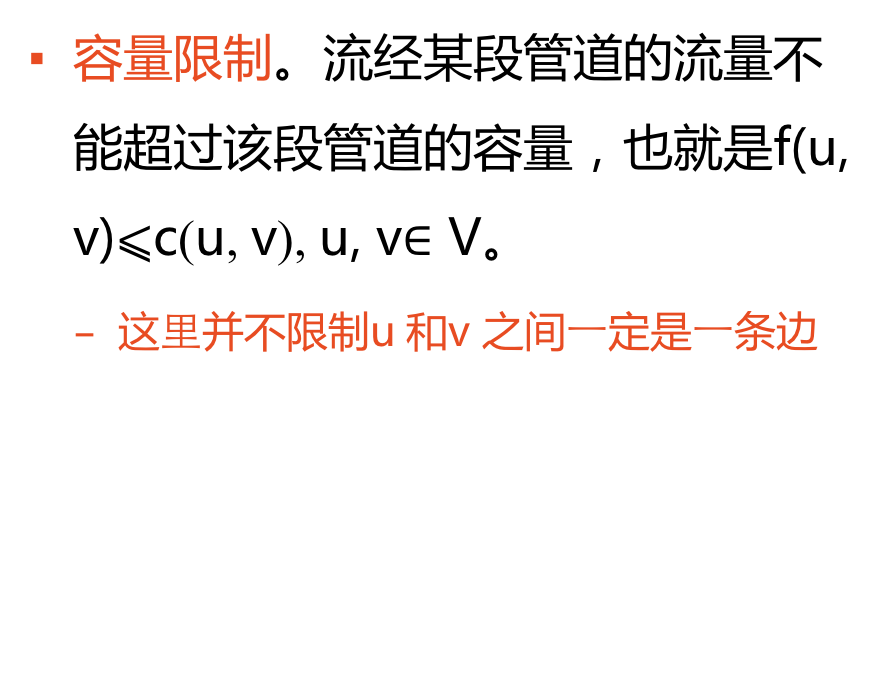 ▪ 容量限制。流经某段管道的流量不
能超过该段管道的容量，也就是f(u,
v)⩽c(u, v), u, v∈ V。
– 这里并不限制u 和v 之间一定是一条边